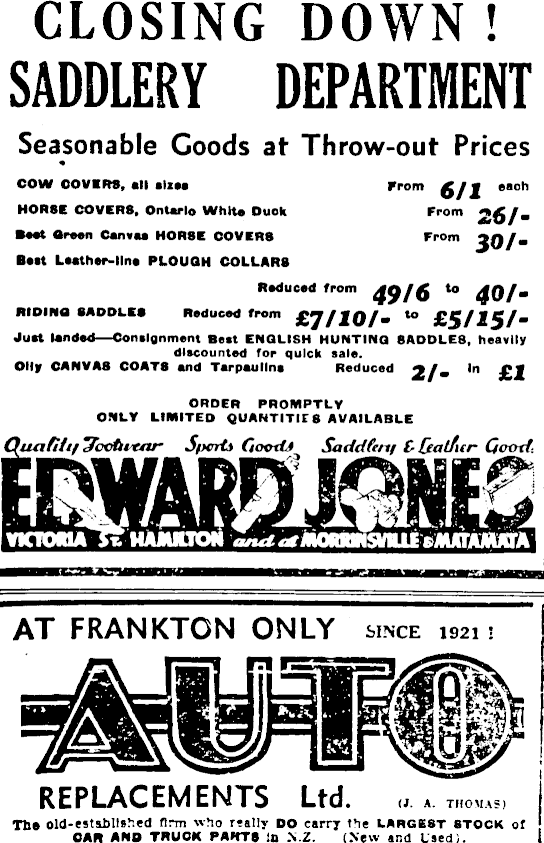 CLOSING DOWN!
SADDLERY DEPARTMENT
Seasonable Goods at Throw-out Prices
COW COVERS, all sizes From 6/1 each
HORSE COVERS, Ontario White Duck From 26/-
Best Green Canvas HORSE COVERS From 30/-
Best Leather-line PLOUGH COLLARS
Reduced from 49/6 to 40/-
RIDING SADDLES Reduced from £7/10/- to £5/15/-
Just landed—Consignment Best ENGLISH HUNTING SADDLES, heavily
discounted for quick sale.
Oily CANVAS COATS and Tarpaulins Reduced 2/- in £1
ORDER PROMPTLY
ONLY LIMITED QUANTITIES AVAILABLE
Quality Footwear Sports Goods Saddlery & Leather Good.
EDWARD JONES
VICTORIA ST. HAMILTON and at MORRINSVILLE & MATAMATA
AT FRANKTON ONLY SINCE 1921!
AUTO
REPLACEMENTS Ltd. (J. A. THOMAS)
The old-established firm who really DO carry the LARGEST STOCK of
CAR AND TRUCK PARTS in N.Z. (New and Used).